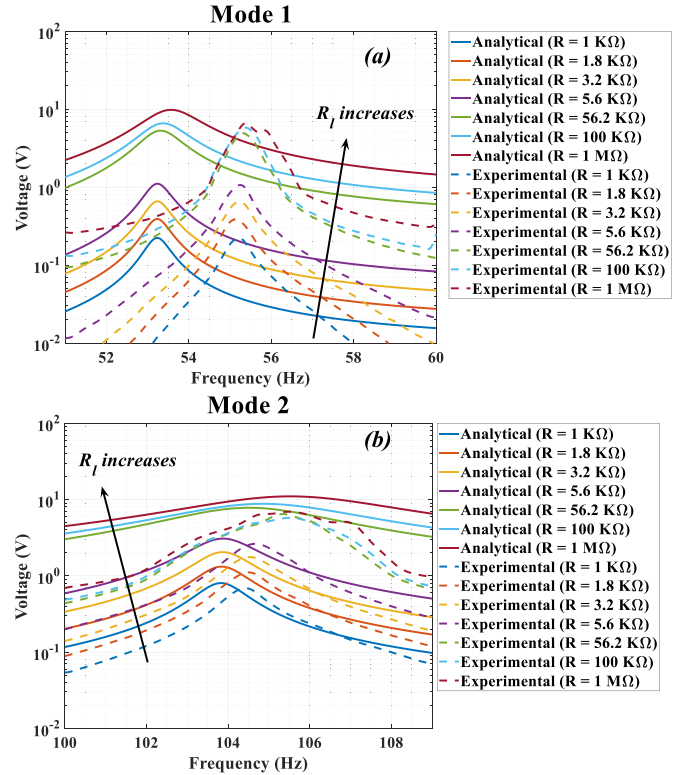 Mode 1
10^2
10^1
10^0
10^-1
10^-2
Voltage (V)
(a)
R_l increases
52
54
56
58
60
Frequency (Hz)
Analytical (R = 1 KΩ)
Analytical (R = 1.8 KΩ)
Analytical (R = 3.2 KΩ)
Analytical (R = 5.6 KΩ)
Analytical (R = 56.2 KΩ)
Analytical (R = 100 KΩ)
Analytical (R = 1 MΩ)
Experimental (R = 1 KΩ)
Experimental (R = 1.8 KΩ)
Experimental (R = 3.2 KΩ)
Experimental (R = 5.6 KΩ)
Experimental (R = 56.2 KΩ)
Experimental (R = 100 KΩ)
Experimental (R = 1 MΩ)
Mode 2
10^2
10^1
10^0
10^-1
10^-2
Voltage (V)
(b)
R_l increases
100
102
104
106
108
Frequency (Hz)
Analytical (R = 1 KΩ)
Analytical (R = 1.8 KΩ)
Analytical (R = 3.2 KΩ)
Analytical (R = 5.6 KΩ)
Analytical (R = 56.2 KΩ)
Analytical (R = 100 KΩ)
Analytical (R = 1 MΩ)
Experimental (R = 1 KΩ)
Experimental (R = 1.8 KΩ)
Experimental (R = 3.2 KΩ)
Experimental (R = 5.6 KΩ)
Experimental (R = 56.2 KΩ)
Experimental (R = 100 KΩ)
Experimental (R = 1 MΩ)